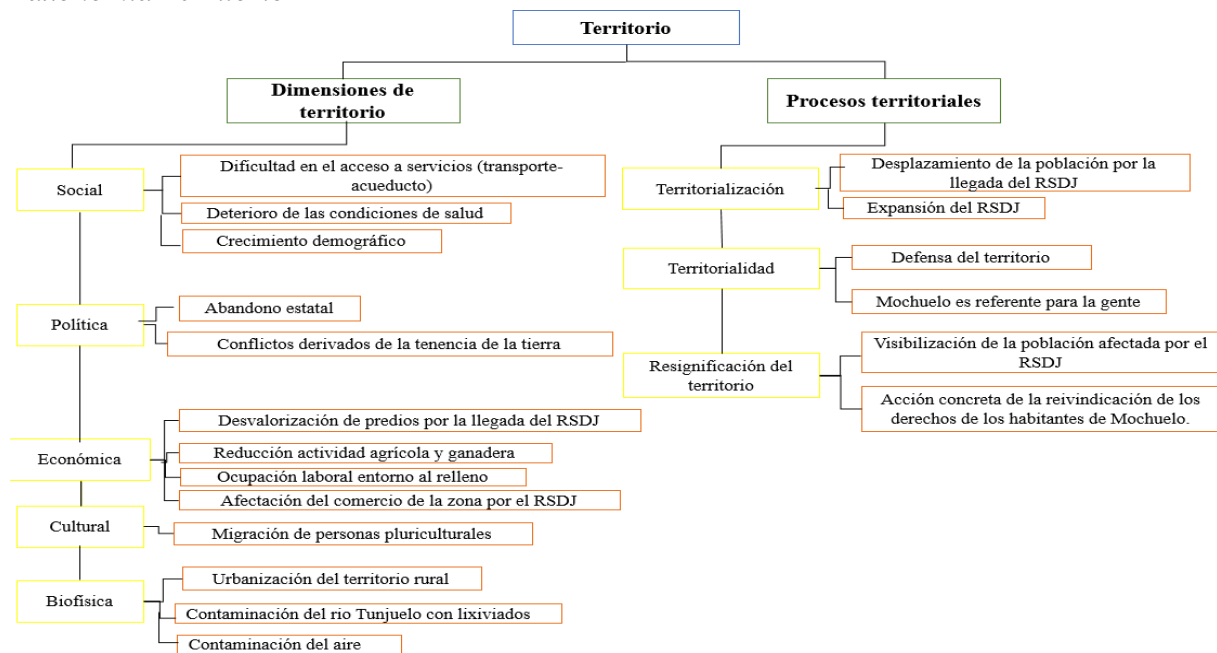 Territorio
Dimensiones de
territorio
Procesos territoriales
Social
Dificultad en el acceso a servicios (transporte-
acueducto)
Deterioro de las condiciones de salud
Crecimiento demográfico
Política
Abandono estatal
Conflictos derivados de la tenencia de la tierra
Económica
Desvalorización de predios por la llegada del RSDJ
Reducción actividad agrícola y ganadera
Ocupación laboral entorno al relleno
Afectación del comercio de la zona por el RSDJ
Cultural
Migración de personas pluriculturales
Biofísica
Urbanización del territorio rural
Contaminación del rio Tunjuelo con lixiviados
Contaminación del aire
Territorialización
Desplazamiento de la población por la
llegada del RSDJ
Expansión del RSDJ
Territorialidad
Defensa del territorio
Mochuelo es referente para la gente
Resignificación del
territorio
Visibilización de la población afectada por el
RSDJ
Acción concreta de la reivindicación de los
derechos de los habitantes de Mochuelo.